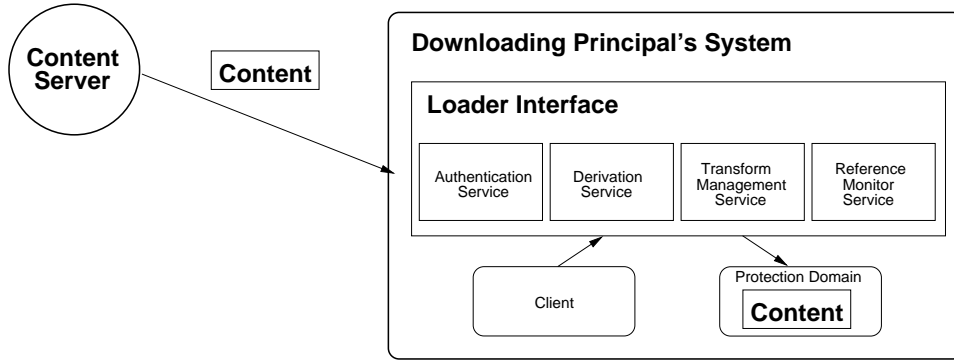 Content
Server
Content
Downloading Principal's System
Loader Interface
Authentication
Service
Derivation
Service
Transform
Management
Service
Reference
Monitor
Service
Client
Protection Domain
Content